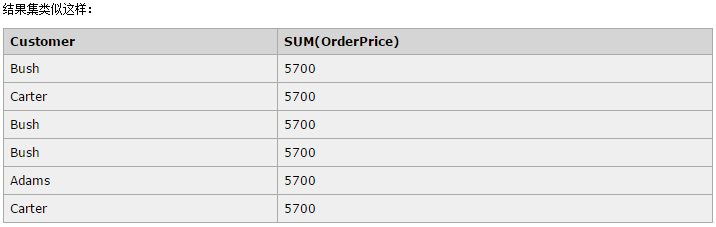 结果集类似这样：
Customer SUM(OrderPrice)
Bush 5700
Carter 5700
Bush 5700
Bush 5700
Adams 5700
Carter 5700